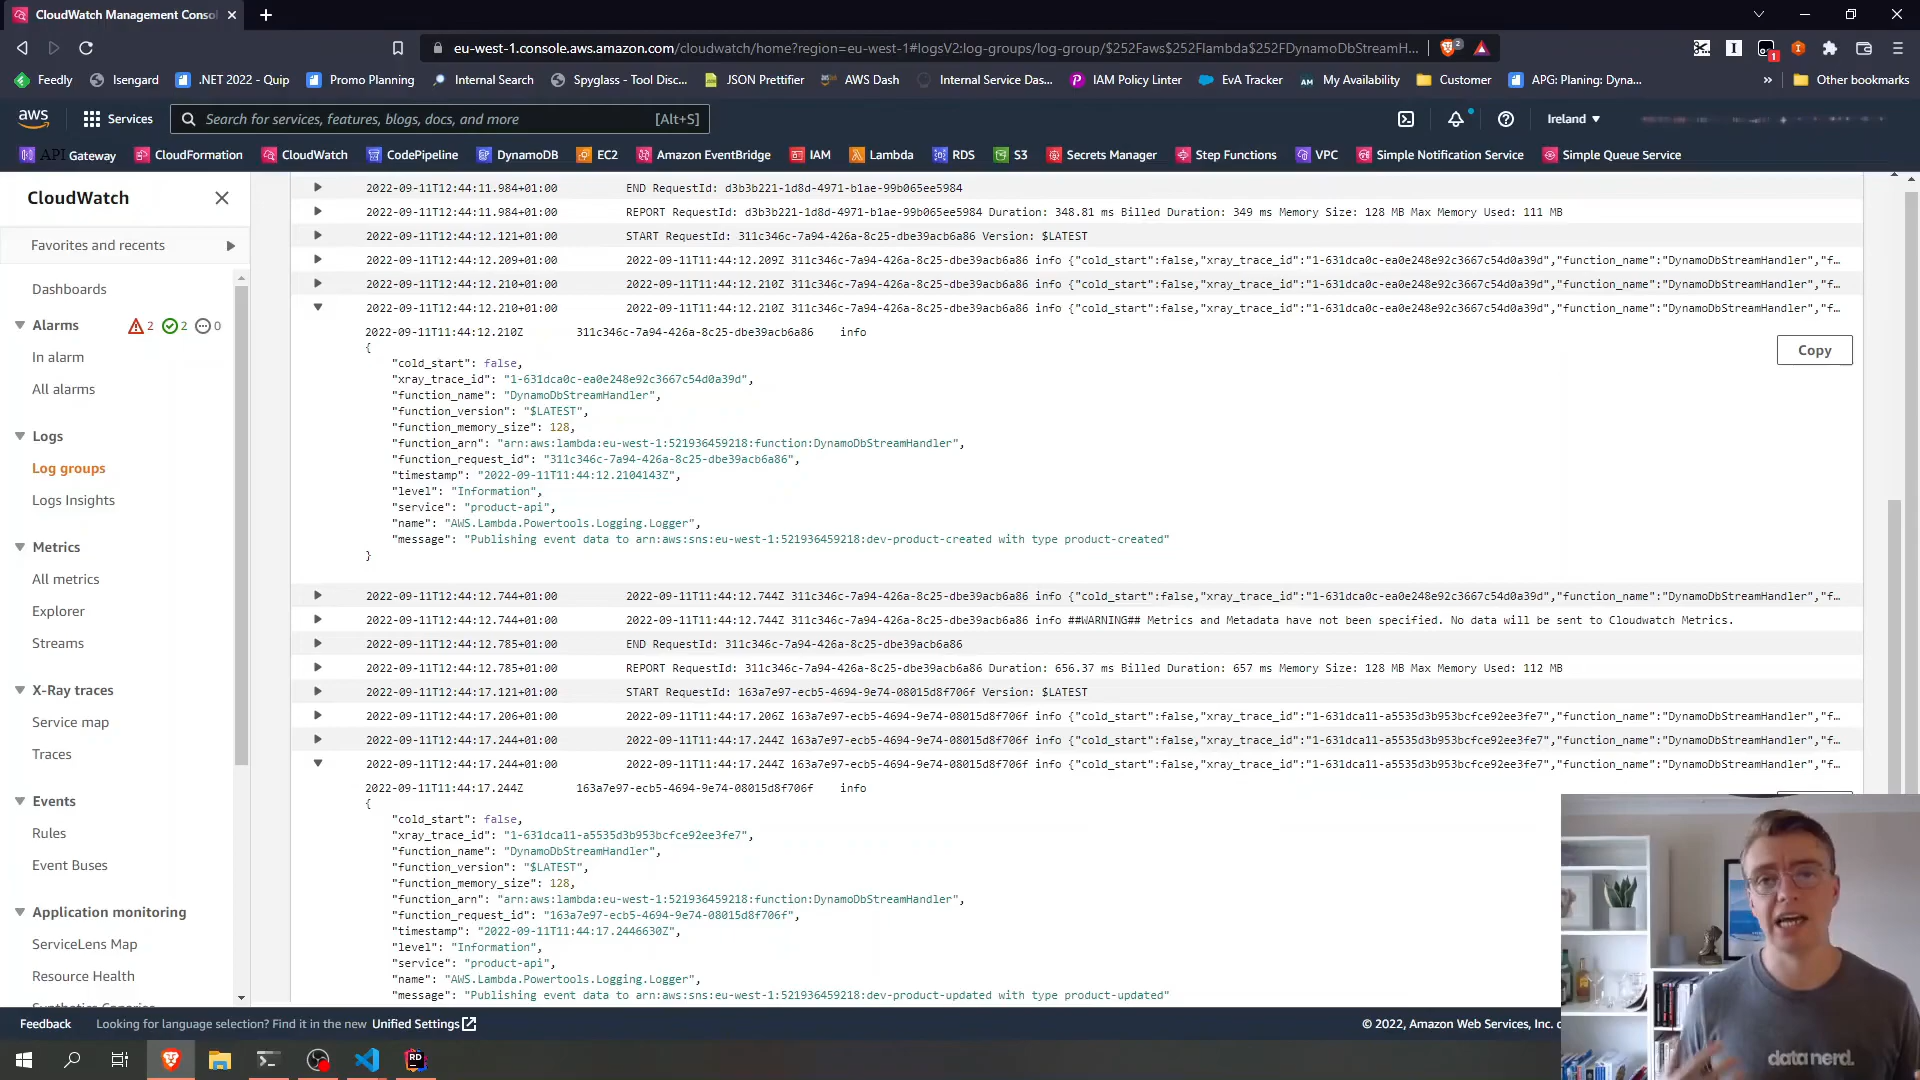 CloudWatch Management Conso
eu-west-1.console.aws.amazon.com/cloudwatch/home?region=eu-west-1#logsV2:log-groups/log-group/$252Faws$252Flambda$252FDynamoDbStreamH...
2
1
Feedly
Isengard
.NET 2022 - Quip
Promo Planning
Internal Search
Spyglass - Tool Disc...
JSON Prettifier
AWS Dash
Internal Service Das...
IAM Policy Linter
EvA Tracker
My Availability
Customer
APG: Planing: Dyna...
»
Other bookmarks
aws
Services
Search for services, features, blogs, docs, and more
[Alt+S]
Ireland
API Gateway
CloudFormation
CloudWatch
CodePipeline
DynamoDB
EC2
Amazon EventBridge
IAM
Lambda
RDS
S3
Secrets Manager
Step Functions
VPC
Simple Notification Service
Simple Queue Service
CloudWatch
Favorites and recents
Dashboards
Alarms 2 2 0
In alarm
All alarms
Logs
Log groups
Logs Insights
Metrics
All metrics
Explorer
Streams
X-Ray traces
Service map
Traces
Events
Rules
Event Buses
Application monitoring
ServiceLens Map
Resource Health
2022-09-11T12:44:11.984+01:00 END RequestId: d3b3b221-1d8d-4971-b1ae-99b065ee5984
2022-09-11T12:44:11.984+01:00 REPORT RequestId: d3b3b221-1d8d-4971-b1ae-99b065ee5984 Duration: 348.81 ms Billed Duration: 349 ms Memory Size: 128 MB Max Memory Used: 111 MB
2022-09-11T12:44:12.121+01:00 START RequestId: 311c346c-7a94-426a-8c25-dbe39acb6a86 Version: $LATEST
2022-09-11T12:44:12.209+01:00 2022-09-11T11:44:12.209Z 311c346c-7a94-426a-8c25-dbe39acb6a86 info {"cold_start":false,"xray_trace_id":"1-631dca0c-ea0e248e92c3667c54d0a39d","function_name":"DynamoDbStreamHandler","f...
2022-09-11T12:44:12.210+01:00 2022-09-11T11:44:12.210Z 311c346c-7a94-426a-8c25-dbe39acb6a86 info {"cold_start":false,"xray_trace_id":"1-631dca0c-ea0e248e92c3667c54d0a39d","function_name":"DynamoDbStreamHandler","f...
2022-09-11T12:44:12.210+01:00 2022-09-11T11:44:12.210Z 311c346c-7a94-426a-8c25-dbe39acb6a86 info {"cold_start":false,"xray_trace_id":"1-631dca0c-ea0e248e92c3667c54d0a39d","function_name":"DynamoDbStreamHandler","f...
2022-09-11T11:44:12.210Z 311c346c-7a94-426a-8c25-dbe39acb6a86 info
Copy
{
"cold_start": false,
"xray_trace_id": "1-631dca0c-ea0e248e92c3667c54d0a39d",
"function_name": "DynamoDbStreamHandler",
"function_version": "$LATEST",
"function_memory_size": 128,
"function_arn": "arn:aws:lambda:eu-west-1:521936459218:function:DynamoDbStreamHandler",
"function_request_id": "311c346c-7a94-426a-8c25-dbe39acb6a86",
"timestamp": "2022-09-11T11:44:12.2104143Z",
"level": "Information",
"service": "product-api",
"name": "AWS.Lambda.Powertools.Logging.Logger",
"message": "Publishing event data to arn:aws:sns:eu-west-1:521936459218:dev-product-created with type product-created"
}
2022-09-11T12:44:12.744+01:00 2022-09-11T11:44:12.744Z 311c346c-7a94-426a-8c25-dbe39acb6a86 info {"cold_start":false,"xray_trace_id":"1-631dca0c-ea0e248e92c3667c54d0a39d","function_name":"DynamoDbStreamHandler","f...
2022-09-11T12:44:12.744+01:00 2022-09-11T11:44:12.744Z 311c346c-7a94-426a-8c25-dbe39acb6a86 info ##WARNING## Metrics and Metadata have not been specified. No data will be sent to Cloudwatch Metrics.
2022-09-11T12:44:12.785+01:00 END RequestId: 311c346c-7a94-426a-8c25-dbe39acb6a86
2022-09-11T12:44:12.785+01:00 REPORT RequestId: 311c346c-7a94-426a-8c25-dbe39acb6a86 Duration: 656.37 ms Billed Duration: 657 ms Memory Size: 128 MB Max Memory Used: 112 MB
2022-09-11T12:44:17.121+01:00 START RequestId: 163a7e97-ecb5-4694-9e74-08015d8f706f Version: $LATEST
2022-09-11T12:44:17.206+01:00 2022-09-11T11:44:17.206Z 163a7e97-ecb5-4694-9e74-08015d8f706f info {"cold_start":false,"xray_trace_id":"1-631dca11-a5535d3b953bcfce92ee3fe7","function_name":"DynamoDbStreamHandler","f...
2022-09-11T12:44:17.244+01:00 2022-09-11T11:44:17.244Z 163a7e97-ecb5-4694-9e74-08015d8f706f info {"cold_start":false,"xray_trace_id":"1-631dca11-a5535d3b953bcfce92ee3fe7","function_name":"DynamoDbStreamHandler","f...
2022-09-11T12:44:17.244+01:00 2022-09-11T11:44:17.244Z 163a7e97-ecb5-4694-9e74-08015d8f706f info {"cold_start":false,"xray_trace_id":"1-631dca11-a5535d3b953bcfce92ee3fe7","function_name":"DynamoDbStreamHandler","f...
2022-09-11T11:44:17.244Z 163a7e97-ecb5-4694-9e74-08015d8f706f info
{
"cold_start": false,
"xray_trace_id": "1-631dca11-a5535d3b953bcfce92ee3fe7",
"function_name": "DynamoDbStreamHandler",
"function_version": "$LATEST",
"function_memory_size": 128,
"function_arn": "arn:aws:lambda:eu-west-1:521936459218:function:DynamoDbStreamHandler",
"function_request_id": "163a7e97-ecb5-4694-9e74-08015d8f706f",
"timestamp": "2022-09-11T11:44:17.2446630Z",
"level": "Information",
"service": "product-api",
"name": "AWS.Lambda.Powertools.Logging.Logger",
"message": "Publishing event data to arn:aws:sns:eu-west-1:521936459218:dev-product-updated with type product-updated"
data nerd.
Feedback
Looking for language selection? Find it in the new Unified Settings
© 2022, Amazon Web Services, Inc. o
RD